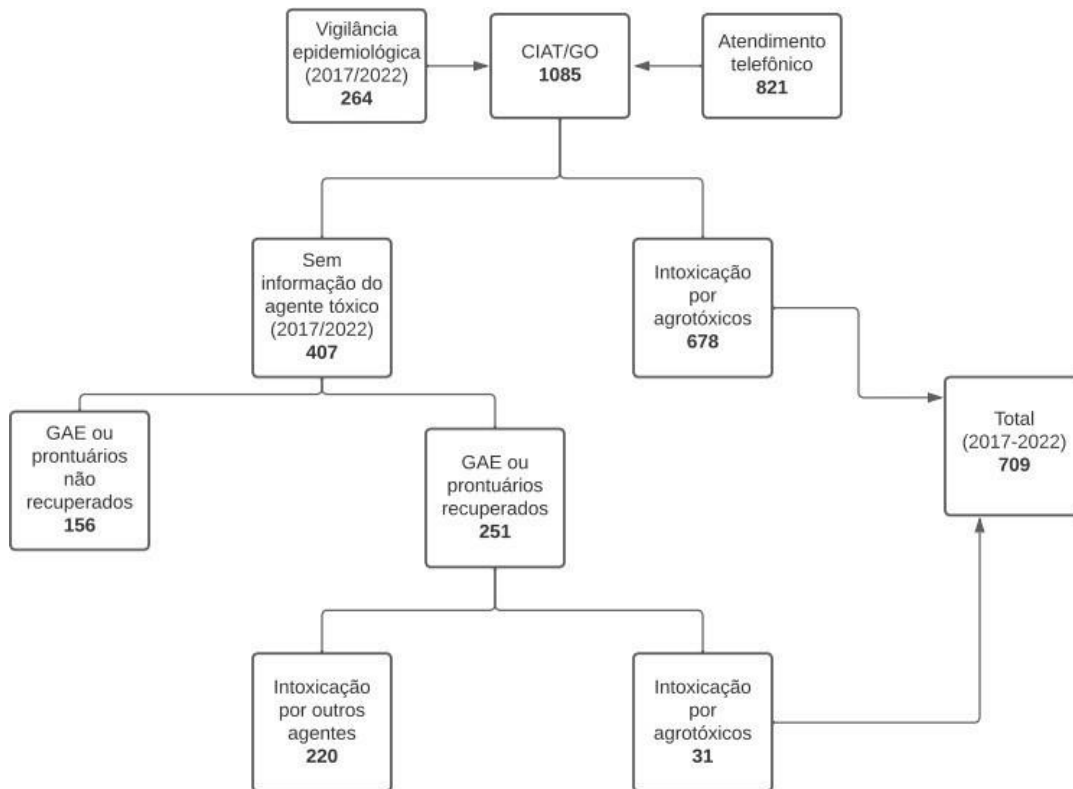 Vigilância
epidemiológica
(2017/2022)
264
CIAT/GO
1085
Atendimento
telefônico
821
Sem
informação do
agente tóxico
(2017/2022)
407
Intoxicação
por
agrotóxicos
678
GAE ou
prontuários
não
recuperados
156
GAE ou
prontuários
recuperados
251
Total
(2017-2022)
709
Intoxicação
por outros
agentes
220
Intoxicação
por
agrotóxicos
31